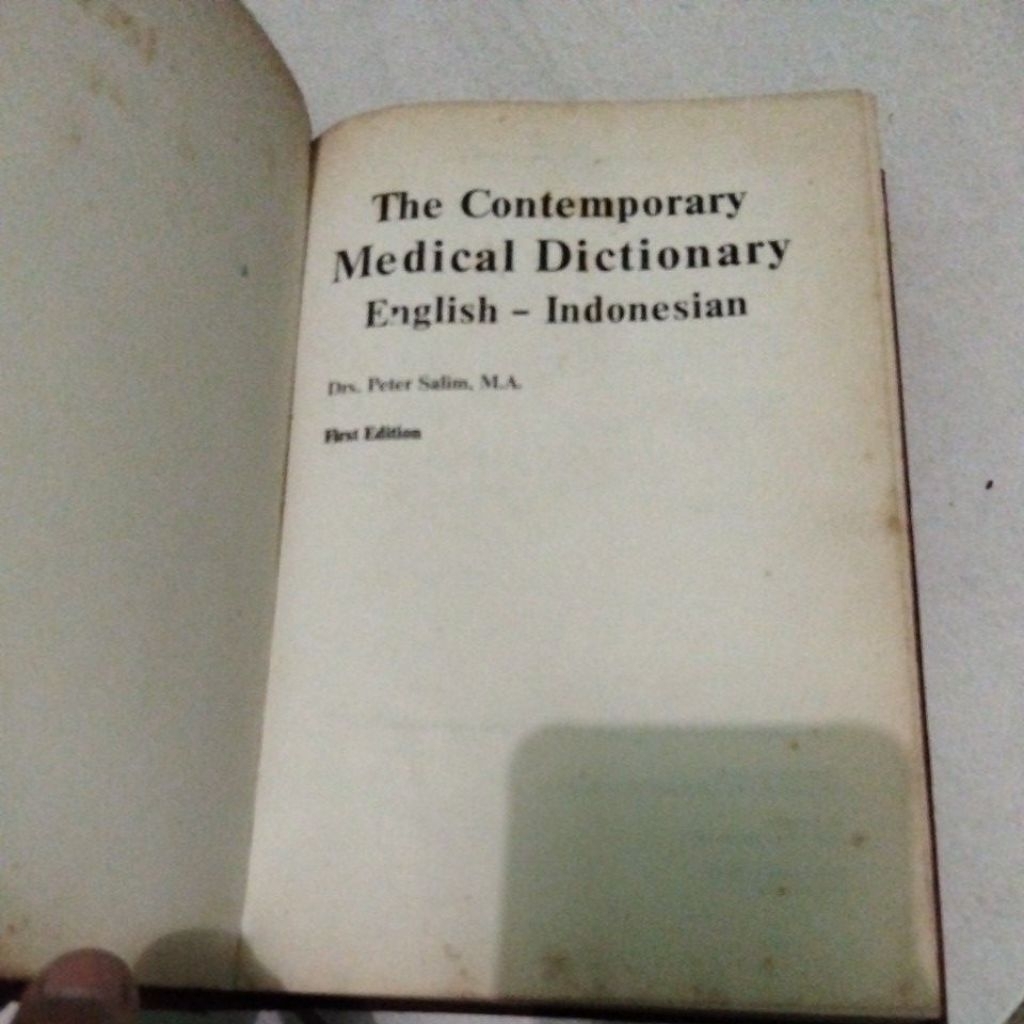 The Contemporary
Medical Dictionary
English – Indonesian
Drs. Peter Salim, M.A.
First Edition